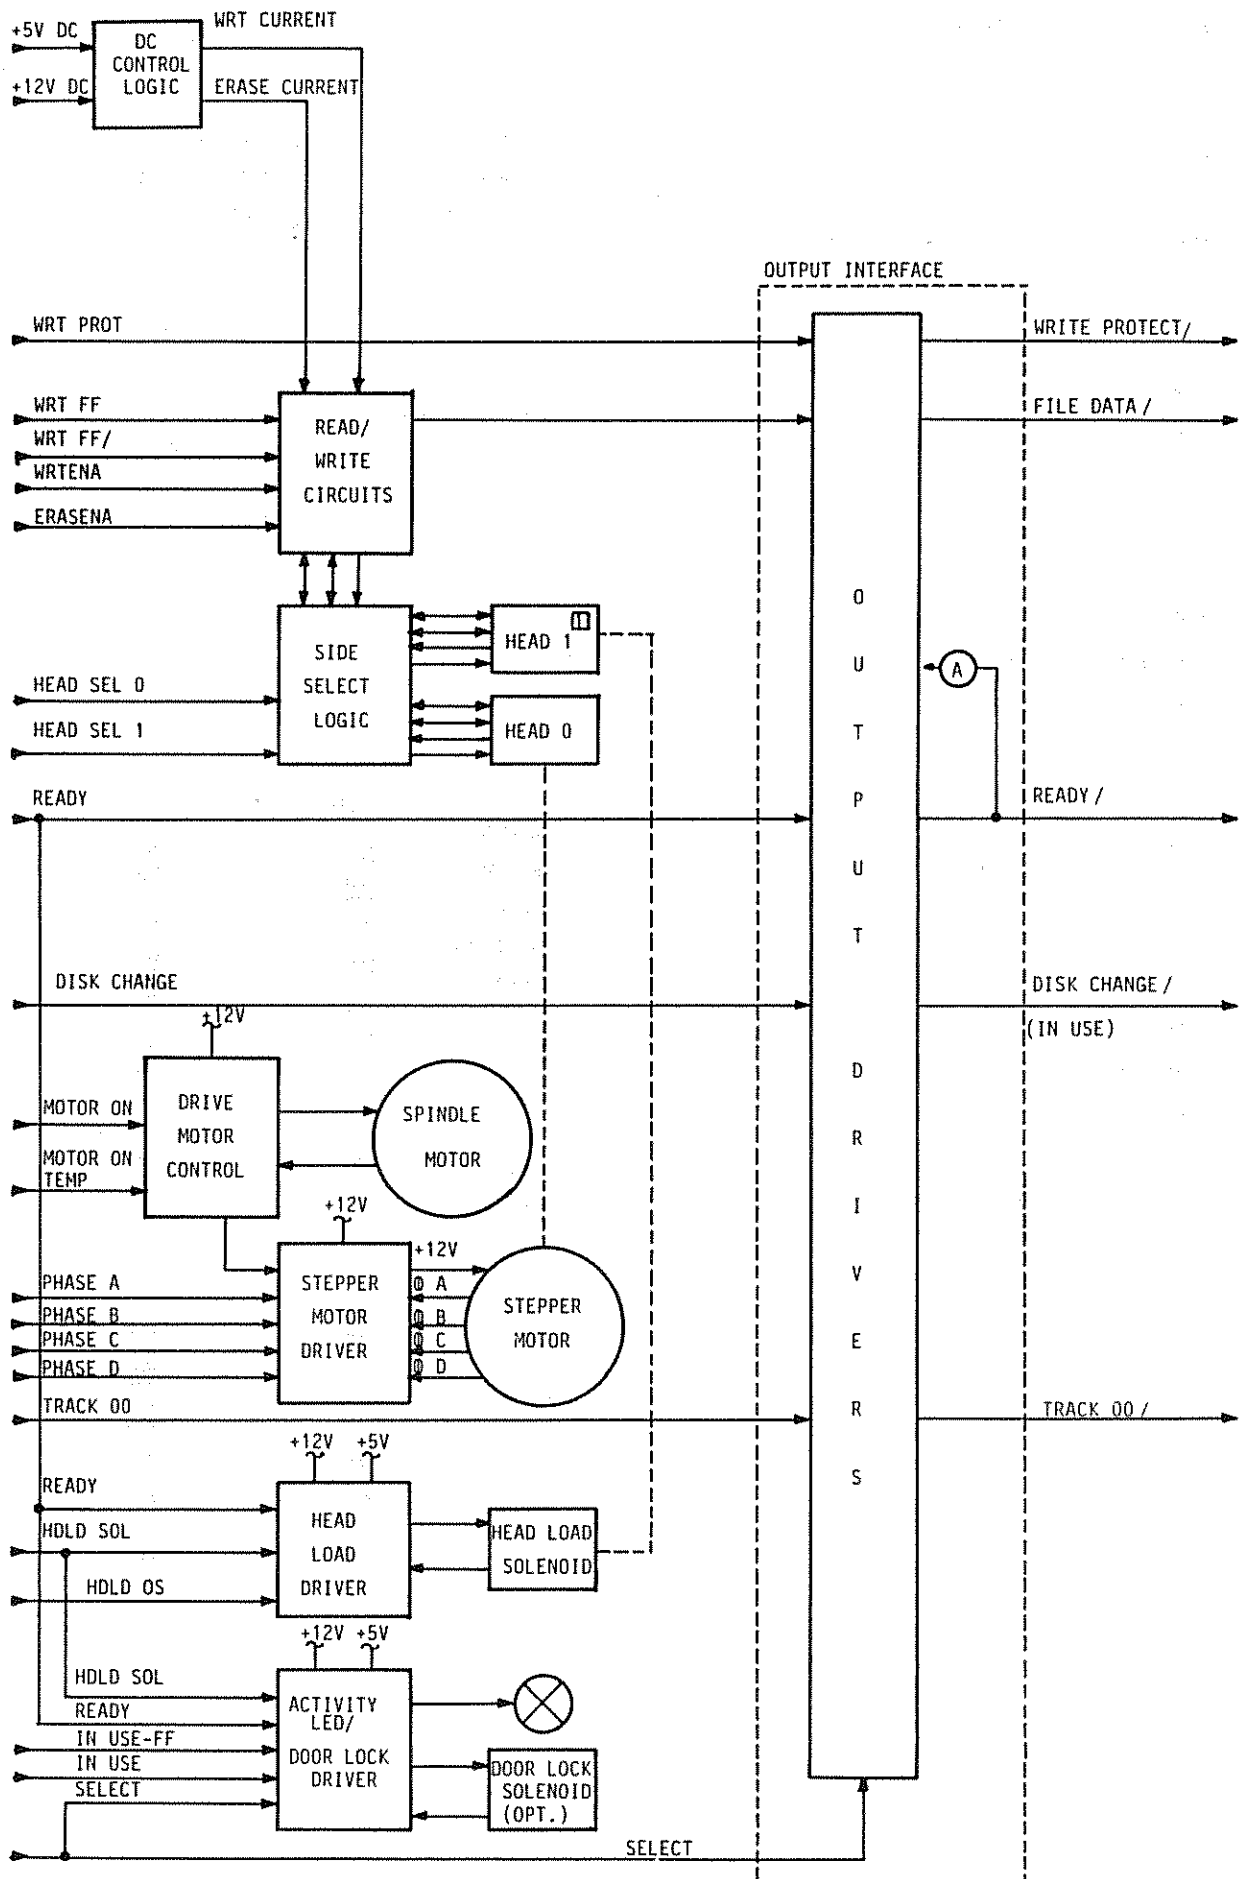 WRT CURRENT
+5V DC
DC
CONTROL
LOGIC
+12V DC
ERASE CURRENT
OUTPUT INTERFACE
WRT PROT
WRITE PROTECT/
WRT FF
FILE DATA/
WRT FF/
WRTENA
ERASENA
READ/
WRITE
CIRCUITS
SIDE
SELECT
LOGIC
HEAD 1
1
HEAD 0
HEAD SEL 0
HEAD SEL 1
A
READY
READY/
OUTPUT DRIVERS
DISK CHANGE
DISK CHANGE/
(IN USE)
+12V
DRIVE
MOTOR
CONTROL
MOTOR ON
MOTOR ON
TEMP
SPINDLE
MOTOR
+12V
+12V
STEPPER
MOTOR
DRIVER
PHASE A
PHASE B
PHASE C
PHASE D
Φ A
Φ B
Φ C
Φ D
STEPPER
MOTOR
TRACK 00
TRACK 00/
+12V +5V
READY
HDLD SOL
HDLD OS
HEAD
LOAD
DRIVER
HEAD LOAD
SOLENOID
+12V +5V
HDLD SOL
READY
IN USE-FF
IN USE
SELECT
ACTIVITY
LED/
DOOR LOCK
DRIVER
DOOR LOCK
SOLENOID
(OPT.)
SELECT